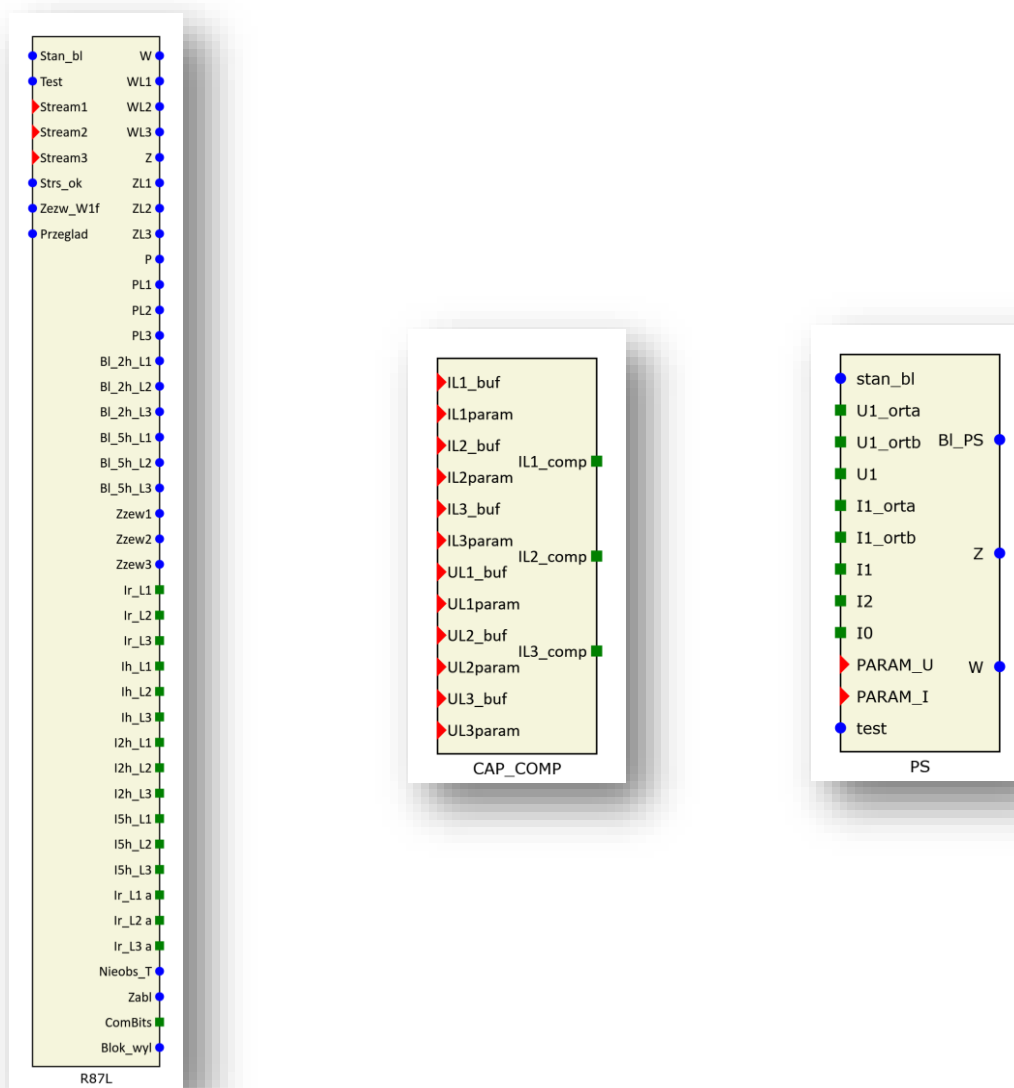 Stan_bl W
Test WL1
Stream1 WL2
Stream2 WL3
Stream3 Z
Strs_ok ZL1
Zezw_W1f ZL2
Przeglad ZL3
P
PL1
PL2
PL3
Bl_2h_L1
Bl_2h_L2
Bl_2h_L3
Bl_5h_L1
Bl_5h_L2
Bl_5h_L3
Zzew1
Zzew2
Zzew3
Ir_L1
Ir_L2
Ir_L3
Ih_L1
Ih_L2
Ih_L3
I2h_L1
I2h_L2
I2h_L3
I5h_L1
I5h_L2
I5h_L3
Ir_L1 a
Ir_L2 a
Ir_L3 a
Nieobs_T
Zabl
ComBits
Blok_wyl
R87L
IL1_buf
IL1param
IL2_buf
IL1_comp
IL2param
IL3_buf
IL3param
IL2_comp
UL1_buf
UL1param
UL2_buf
IL3_comp
UL2param
UL3_buf
UL3param
CAP_COMP
stan_bl
U1_orta
U1_ortb Bl_PS
U1
I1_orta
I1_ortb
Z
I1
I2
I0
PARAM_U W
PARAM_I
test
PS